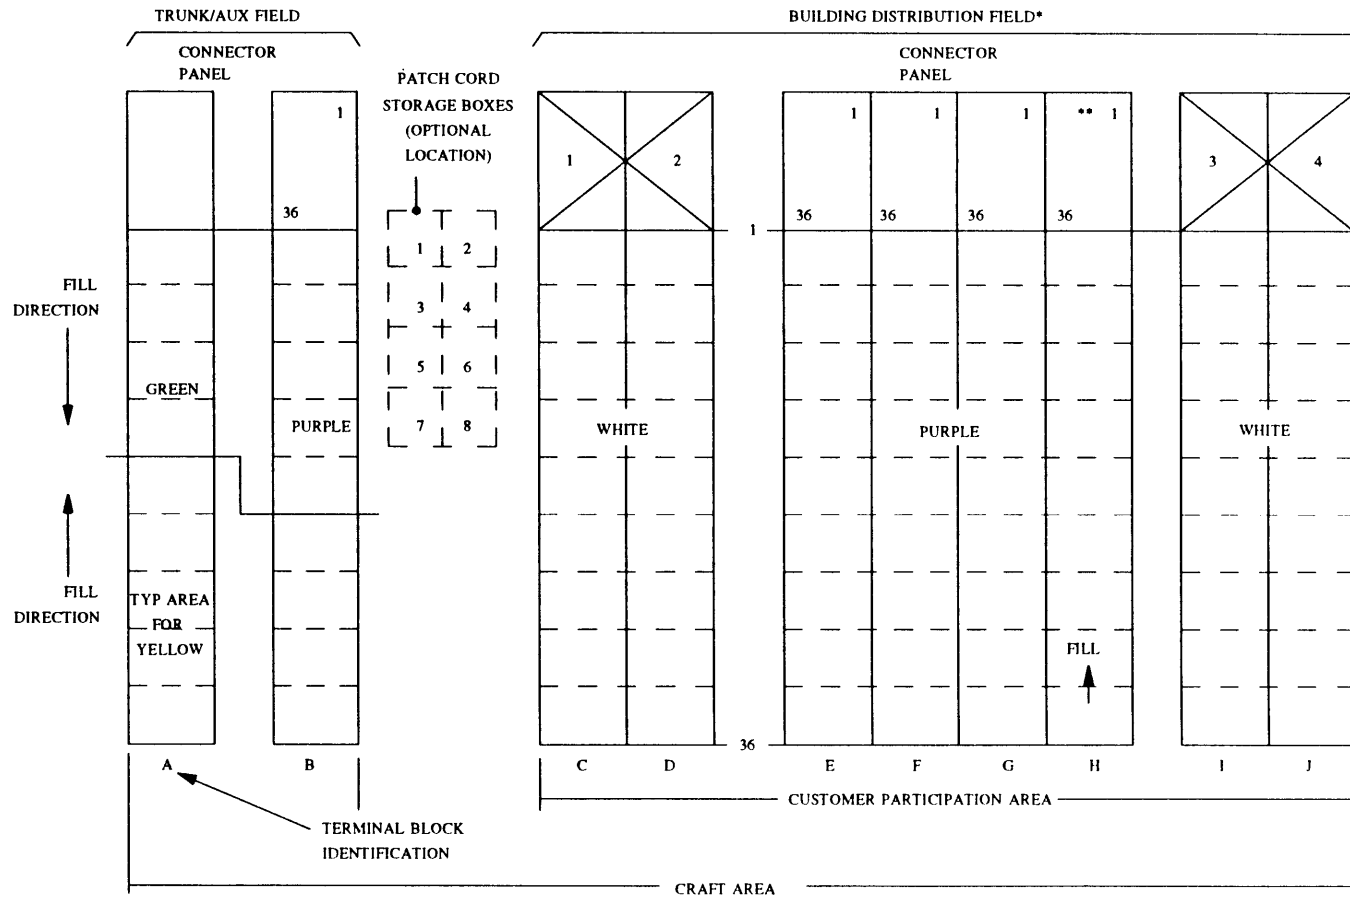 TRUNK/AUX FIELD
BUILDING DISTRIBUTION FIELD*
CONNECTOR
PANEL
CONNECTOR
PANEL
PATCH CORD
STORAGE BOXES
(OPTIONAL
LOCATION)
1
36
1
2
1
1
1
** 1
36
36
36
36
3
4
1
1
2
3
4
5
6
7
8
FILL
DIRECTION
GREEN
PURPLE
WHITE
PURPLE
WHITE
FILL
DIRECTION
TYP AREA
FOR
YELLOW
FILL
36
A
B
C
D
E
F
G
H
I
J
CUSTOMER PARTICIPATION AREA
TERMINAL BLOCK
IDENTIFICATION
CRAFT AREA